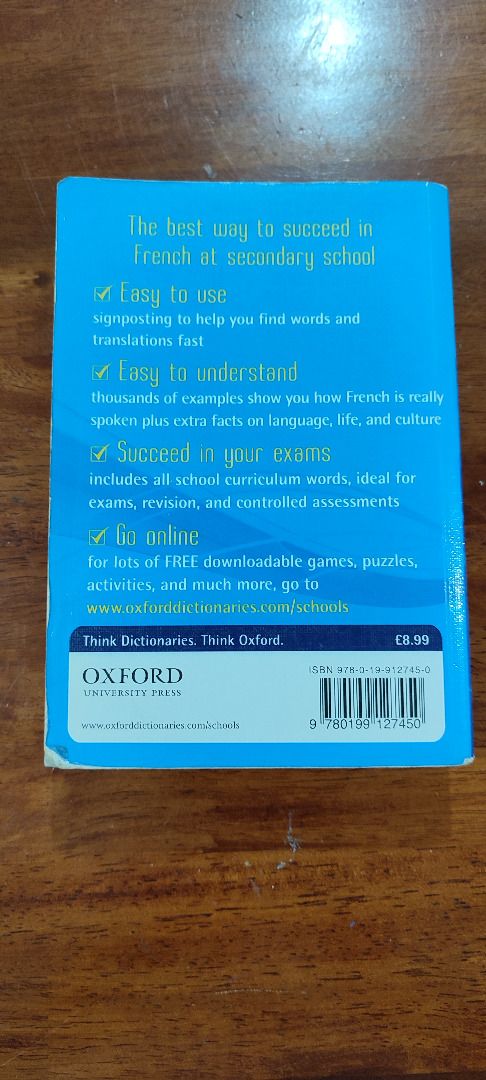 The best way to succeed in
French at secondary school
Easy to use
signposting to help you find words and
translations fast
Easy to understand
thousands of examples show you how French is really
spoken plus extra facts on language, life, and culture
Succeed in your exams
includes all school curriculum words, ideal for
exams, revision, and controlled assessments
Go online
for lots of FREE downloadable games, puzzles,
activities, and much more, go to
www.oxforddictionaries.com/schools
Think Dictionaries. Think Oxford. £8.99
OXFORD
UNIVERSITY PRESS
www.oxforddictionaries.com/schools
ISBN 978-0-19-912745-0
9 780199 127450